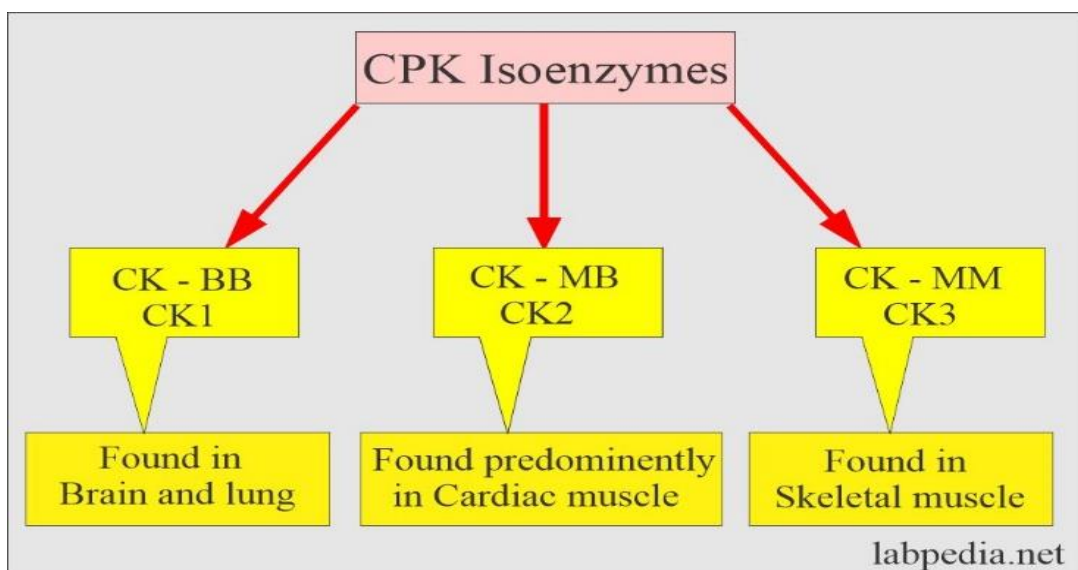 CPK Isoenzymes
CK - BB
CK1
CK - MB
CK2
CK - MM
CK3
Found in
Brain and lung
Found predominently
in Cardiac muscle
Found in
Skeletal muscle
labpedia.net